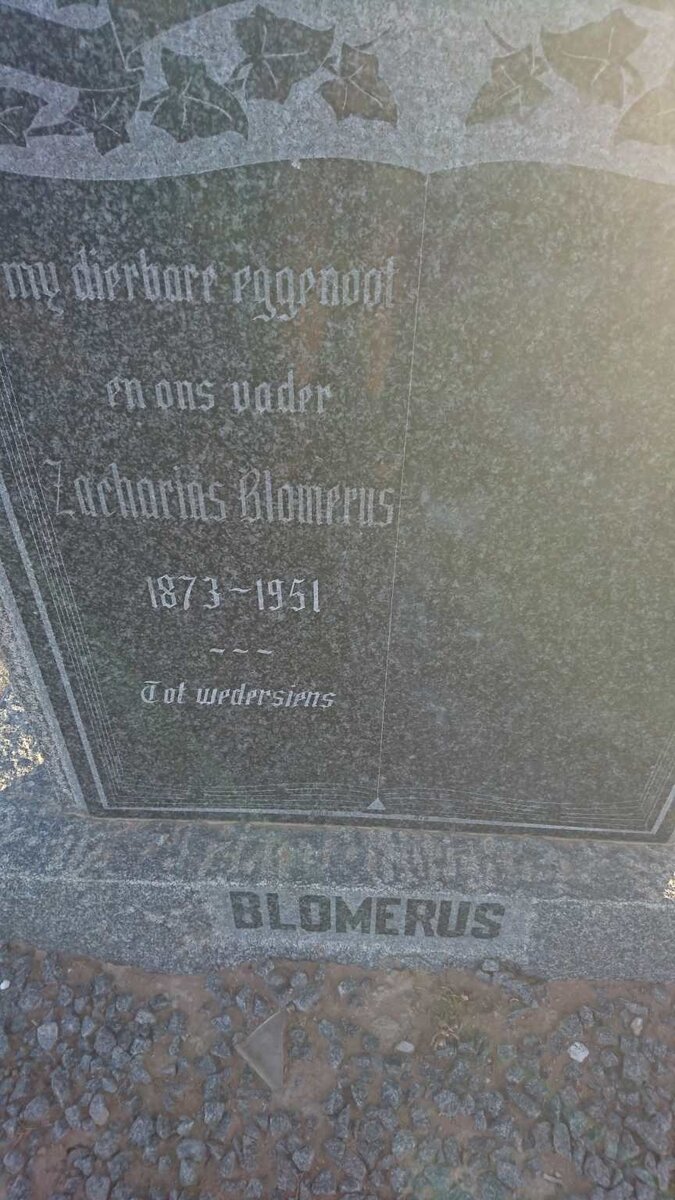 my dierbare eggenoot
en ons vader
Zacharias Blomerus
1873~1951
~~~
Tot wedersiens
BLOMERUS